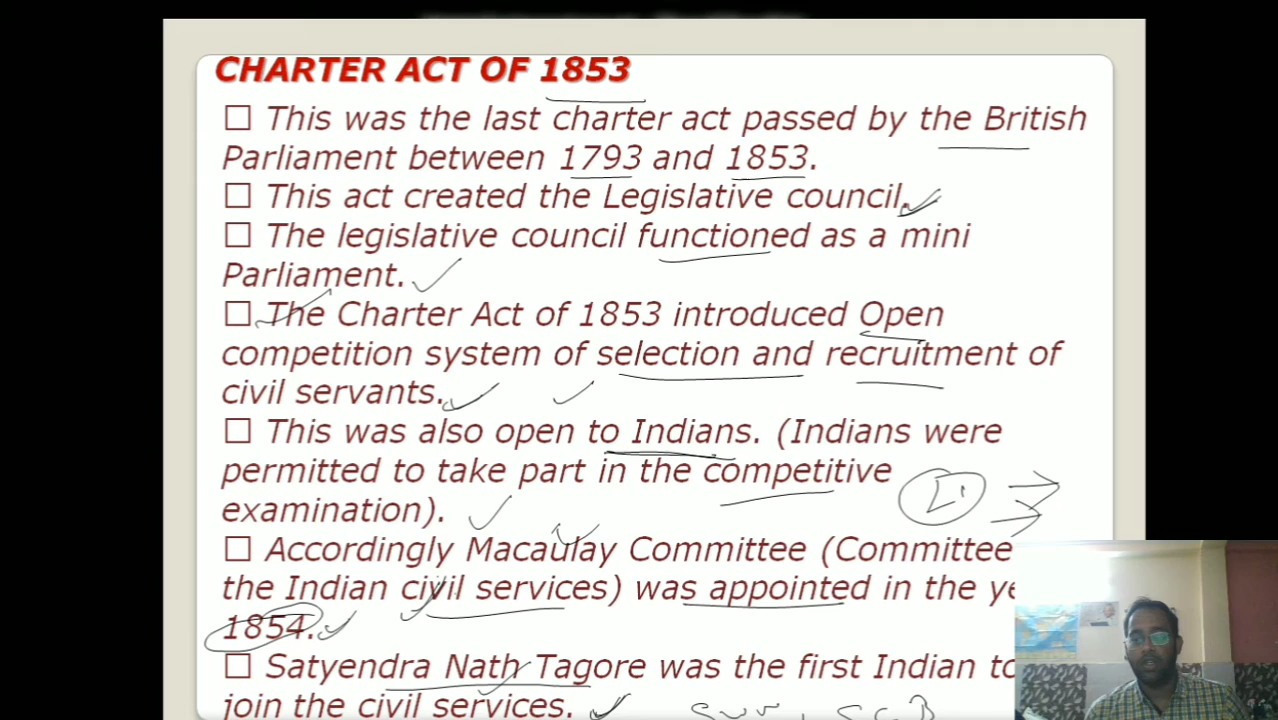 CHARTER ACT OF 1853
☐ This was the last charter act passed by the British
Parliament between 1793 and 1853.
☐ This act created the Legislative council.
☐ The legislative council functioned as a mini
Parliament.
☐ The Charter Act of 1853 introduced Open
competition system of selection and recruitment of
civil servants.
☐ This was also open to Indians. (Indians were
permitted to take part in the competitive
examination).
☐ Accordingly Macaulay Committee (Committee
the Indian civil services) was appointed in the
1854.
☐ Satyendra Nath Tagore was the first Indian to
join the civil services.